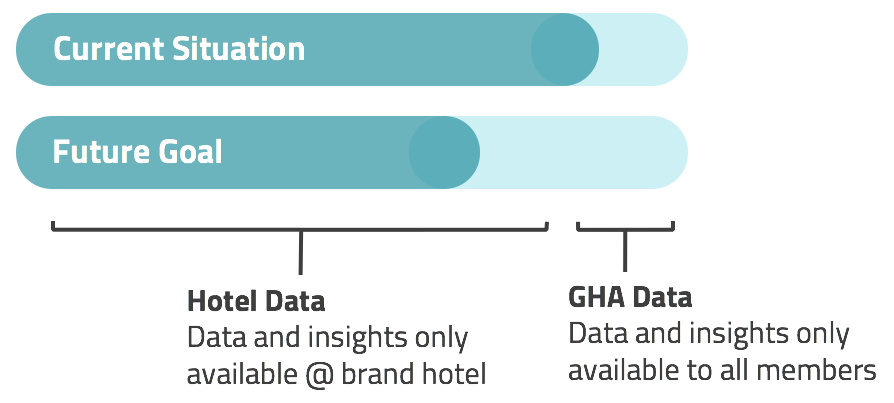 Current Situation
Future Goal
Hotel Data
Data and insights only
available @ brand hotel
GHA Data
Data and insights only
available to all members